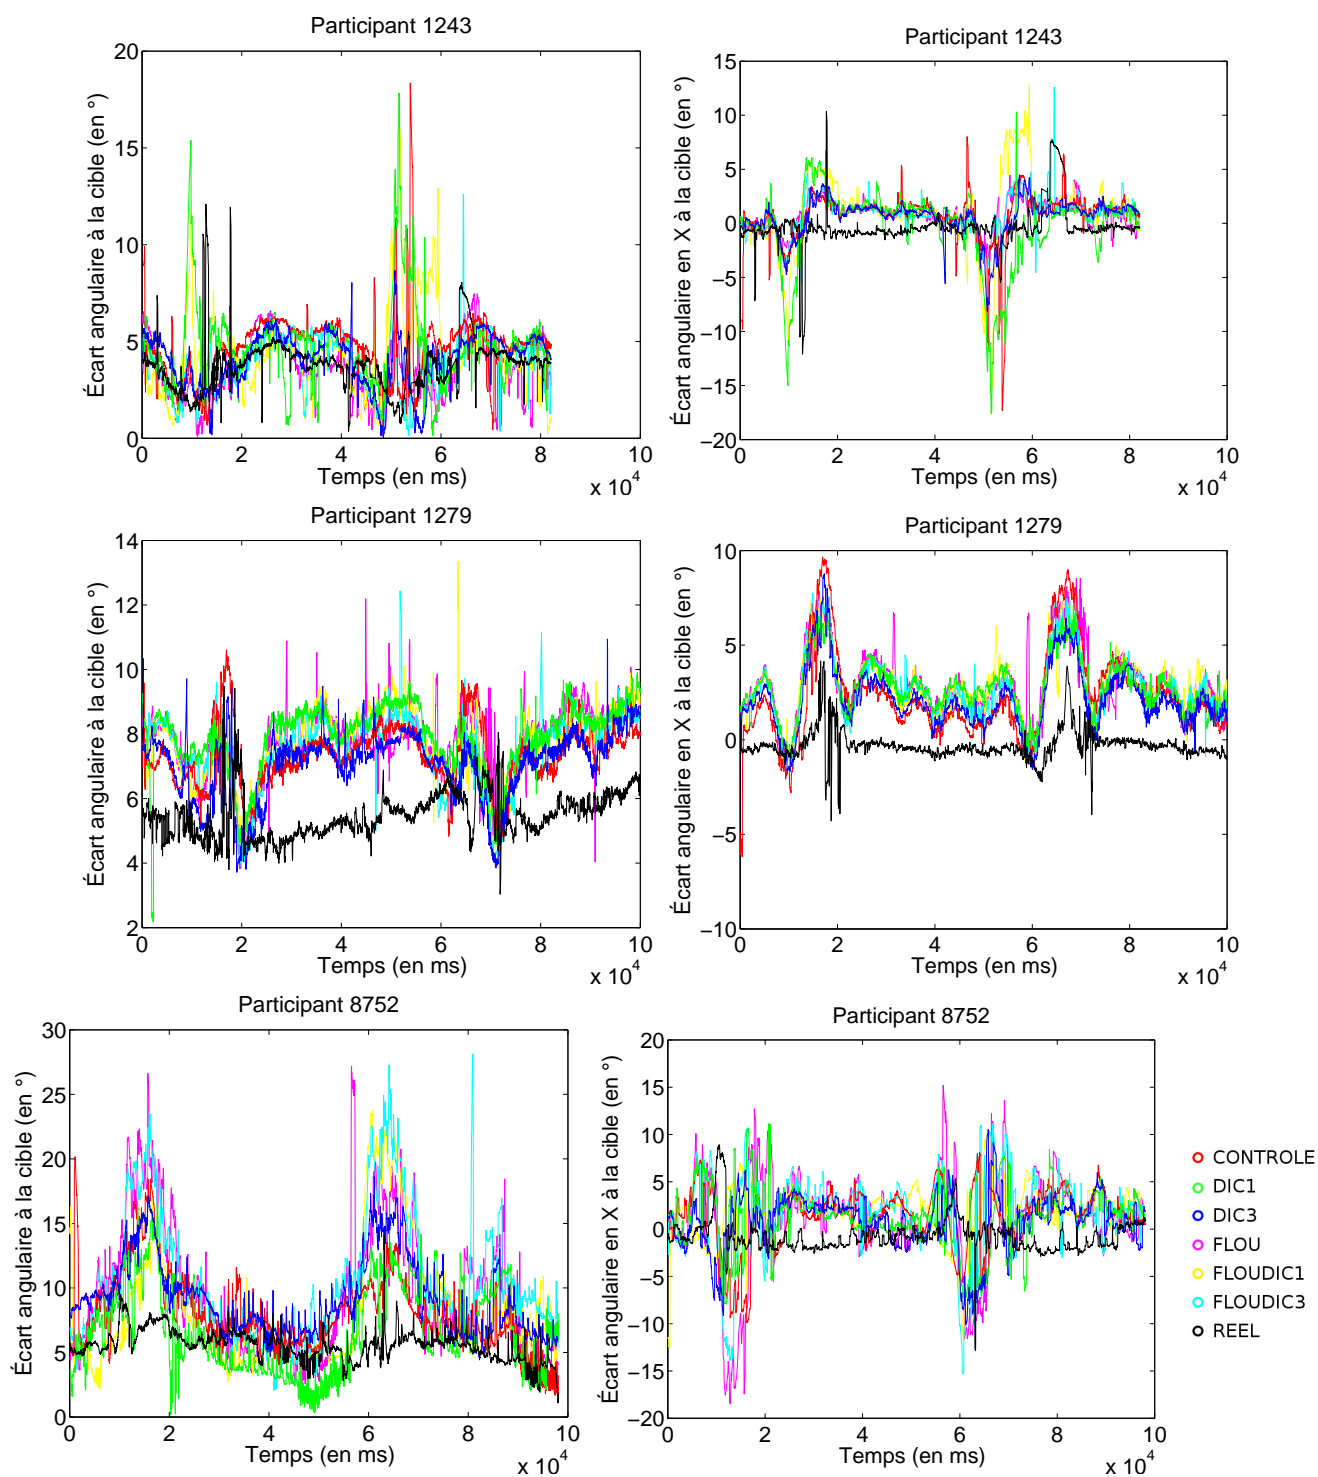 Participant 1243
Écart angulaire à la cible (en °)
20
15
10
5
0
0 2 4 6 8 10
Temps (en ms)
x 10⁴
Participant 1243
Écart angulaire en X à la cible (en °)
15
10
5
0
−5
−10
−15
−20
0 2 4 6 8 10
Temps (en ms)
x 10⁴
Participant 1279
Écart angulaire à la cible (en °)
14
12
10
8
6
4
2
0 2 4 6 8 10
Temps (en ms)
x 10⁴
Participant 1279
Écart angulaire en X à la cible (en °)
10
5
0
−5
−10
0 2 4 6 8 10
Temps (en ms)
x 10⁴
Participant 8752
Écart angulaire à la cible (en °)
30
25
20
15
10
5
0
0 2 4 6 8 10
Temps (en ms)
x 10⁴
Participant 8752
Écart angulaire en X à la cible (en °)
20
15
10
5
0
−5
−10
−15
−20
0 2 4 6 8 10
Temps (en ms)
x 10⁴
CONTROLE
DIC1
DIC3
FLOU
FLOUDIC1
FLOUDIC3
REEL